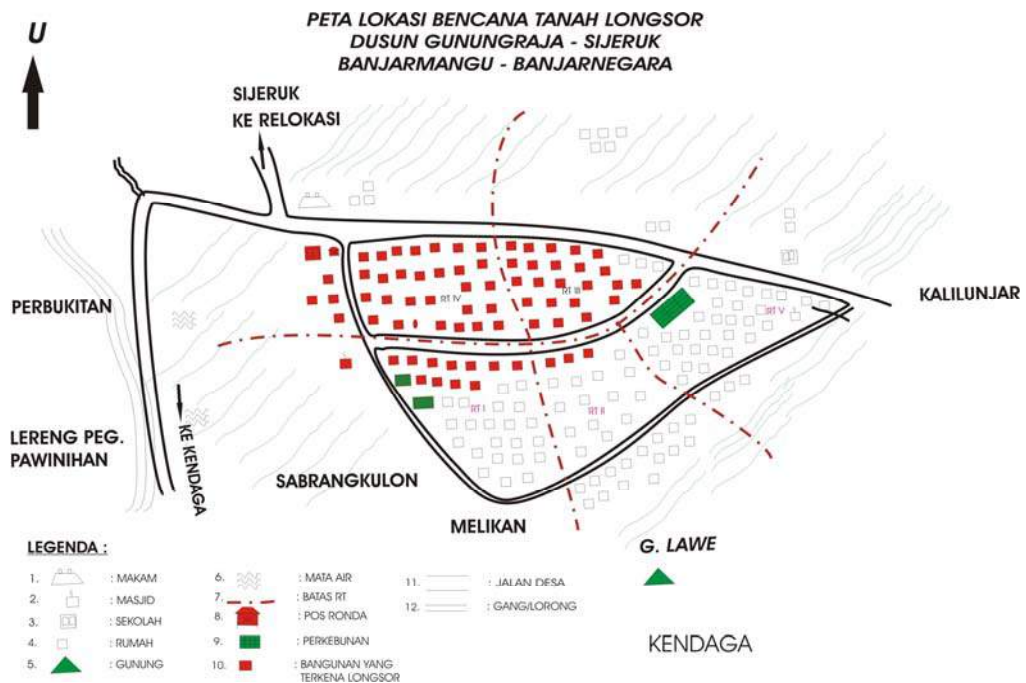 PETA LOKASI BENCANA TANAH LONGSOR
DUSUN GUNUNGRAJA - SIJERUK
BANJARMANGU - BANJARNEGARA
U
SIJERUK
KE RELOKASI
PERBUKITAN
KALILUNJAR
RT IV
RT III
RT V
RT I
RT II
LERENG PEG.
PAWINIHAN
KE KENDAGA
SABRANGKULON
MELIKAN
G. LAWE
KENDAGA
LEGENDA :
1. : MAKAM
2. : MASJID
3. : SEKOLAH
4. : RUMAH
5. : GUNUNG
6. : MATA AIR
7. : BATAS RT
8. : POS RONDA
9. : PERKEBUNAN
10. : BANGUNAN YANG
TERKENA LONGSOR
11. : JALAN DESA
12. : GANG/LORONG